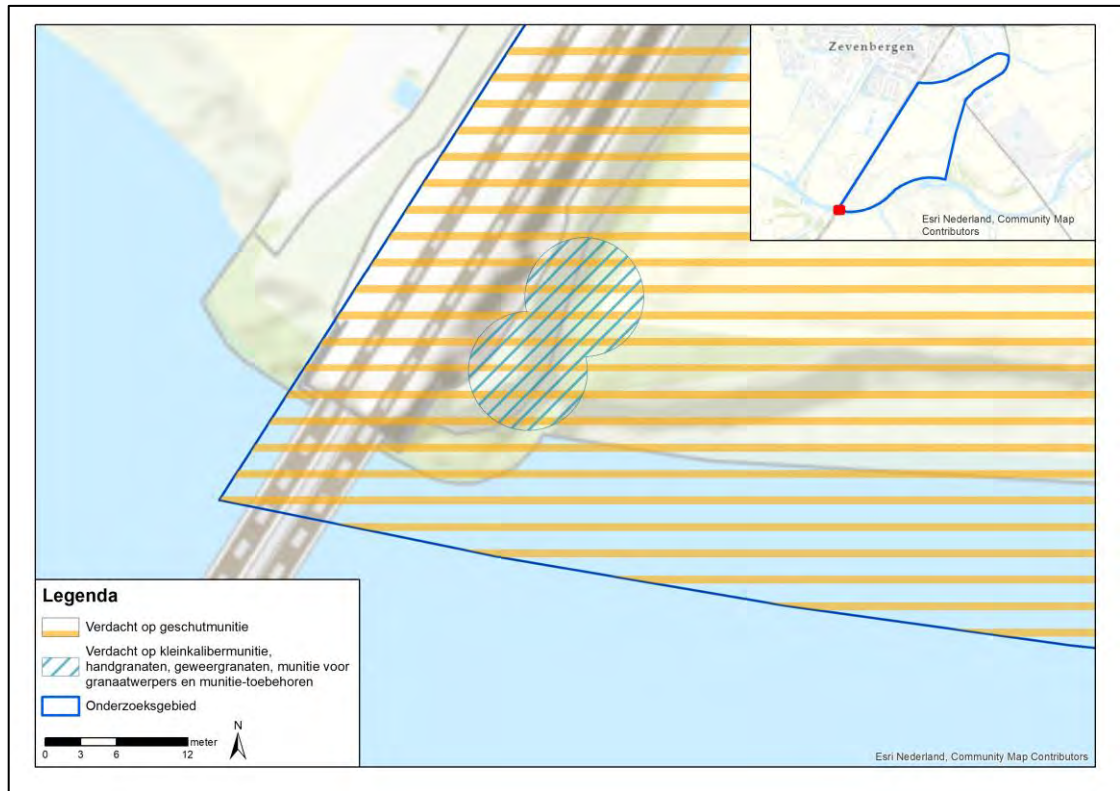 Zevenbergen
Esri Nederland, Community Map
Contributors
Legenda
Verdacht op geschutmunitie
Verdacht op kleinkalibermunitie,
handgranaten, geweergranaten, munitie voor
granaatwerpers en munitie-toebehoren
Onderzoeksgebied
N
meter
0 3 6 12
Esri Nederland, Community Map Contributors